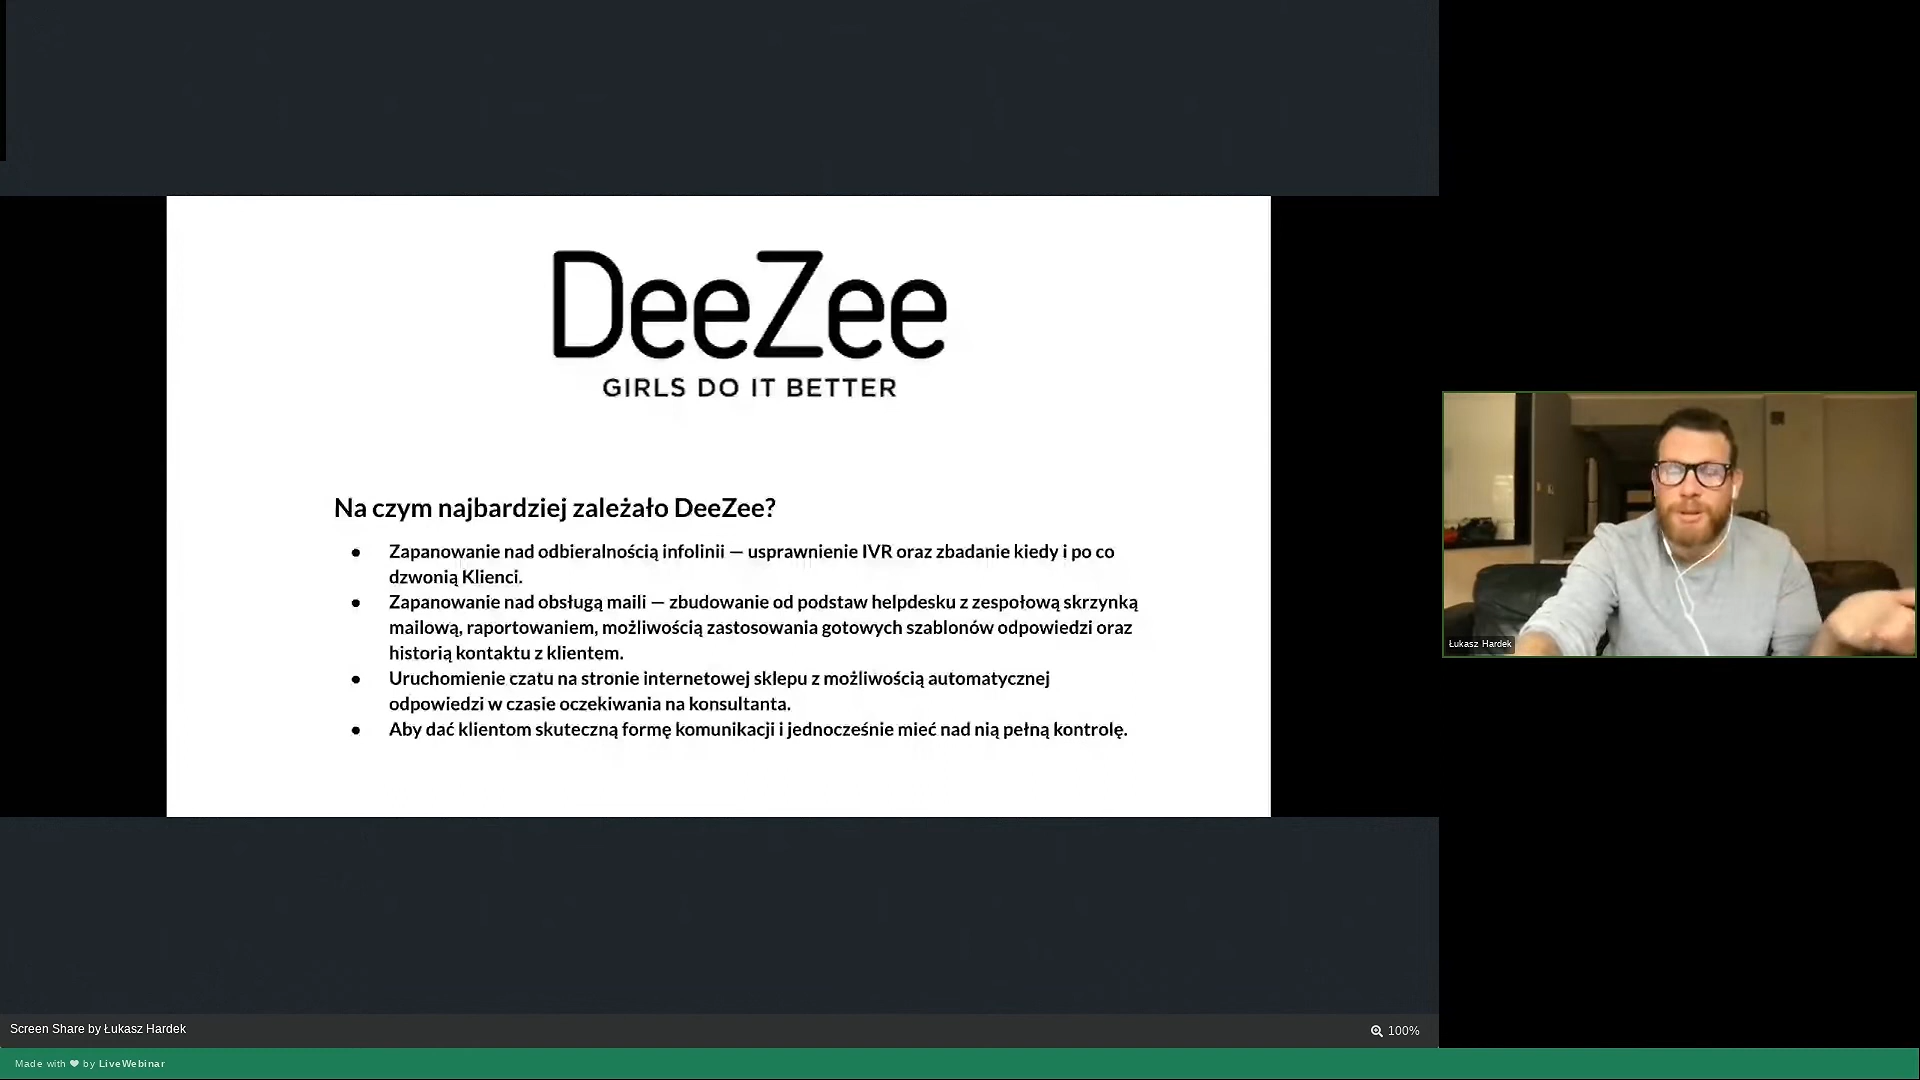 DeeZee
GIRLS DO IT BETTER
Na czym najbardziej zależało DeeZee?
● Zapanowanie nad odbieralnością infolinii — usprawnienie IVR oraz zbadanie kiedy i po co
dzwonią Klienci.
● Zapanowanie nad obsługą maili — zbudowanie od podstaw helpdesku z zespołową skrzynką
mailową, raportowaniem, możliwością zastosowania gotowych szablonów odpowiedzi oraz
historią kontaktu z klientem.
● Uruchomienie czatu na stronie internetowej sklepu z możliwością automatycznej
odpowiedzi w czasie oczekiwania na konsultanta.
● Aby dać klientom skuteczną formę komunikacji i jednocześnie mieć nad nią pełną kontrolę.
Łukasz Hardek
Screen Share by Łukasz Hardek
100%
Made with ❤ by LiveWebinar